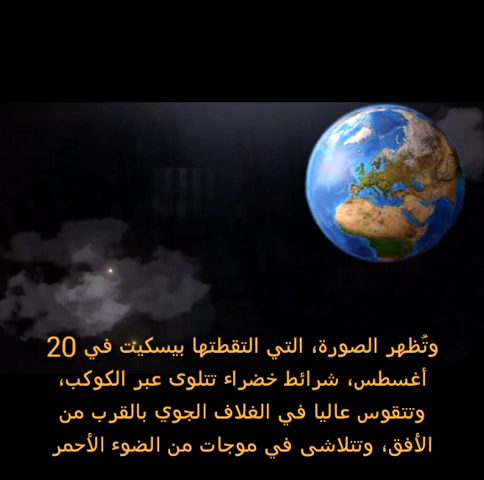 وتُظهر الصورة، التي التقطتها بيسكيت في 20
أغسطس، شرائط خضراء تتلوى عبر الكوكب،
وتتقوس عاليا في الغلاف الجوي بالقرب من
الأفق، وتتلاشى في موجات من الضوء الأحمر